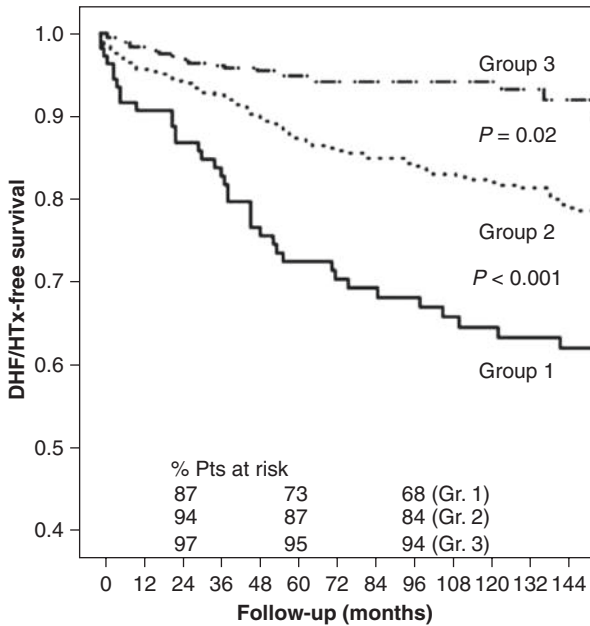 DHF/HTx-free survival
1.0
0.9
0.8
0.7
0.6
0.5
0.4
Group 3
P = 0.02
Group 2
P < 0.001
Group 1
% Pts at risk
87 73 68 (Gr. 1)
94 87 84 (Gr. 2)
97 95 94 (Gr. 3)
0 12 24 36 48 60 72 84 96 108 120 132 144
Follow-up (months)